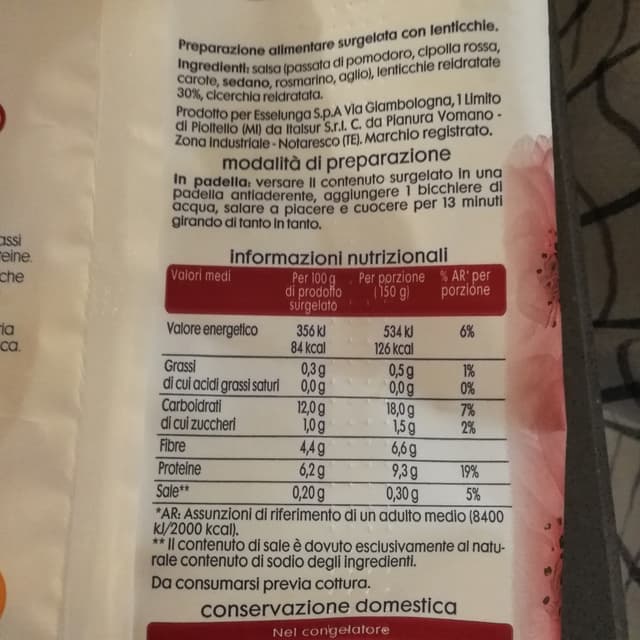 Preparazione alimentare surgelata con lenticchie.
Ingredienti: salsa (passata di pomodoro, cipolla rossa,
carote, sedano, rosmarino, aglio), lenticchie reidratate
30%, cicerchia reidratata.
Prodotto per Esselunga S.p.A Via Giambologna, 1 Limito
di Pioltello (MI) da Italsur S.r.l. C. da Pianura Vomano -
Zona Industriale - Notaresco (TE). Marchio registrato.
modalità di preparazione
In padella: versare il contenuto surgelato in una
padella antiaderente, aggiungere 1 bicchiere di
acqua, salare a piacere e cuocere per 13 minuti
girando di tanto in tanto.
assi
eine.
che
ria
ca.
informazioni nutrizionali
Valori medi Per 100 g di prodotto surgelato Per porzione (150 g) % AR* per porzione
Valore energetico 356 kJ 534 kJ 6%
84 kcal 126 kcal
Grassi 0,3 g 0,5 g 1%
di cui acidi grassi saturi 0,0 g 0,0 g 0%
Carboidrati 12,0 g 18,0 g 7%
di cui zuccheri 1,0 g 1,5 g 2%
Fibre 4,4 g 6,6 g
Proteine 6,2 g 9,3 g 19%
Sale** 0,20 g 0,30 g 5%
*AR: Assunzioni di riferimento di un adulto medio (8400
kJ/2000 kcal).
** Il contenuto di sale è dovuto esclusivamente al natu-
rale contenuto di sodio degli ingredienti.
Da consumarsi previa cottura.
conservazione domestica
Nel congelatore